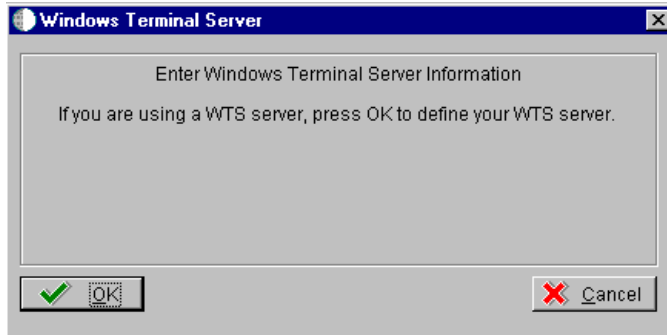 Windows Terminal Server
Enter Windows Terminal Server Information
If you are using a WTS server, press OK to define your WTS server.
OK
Cancel